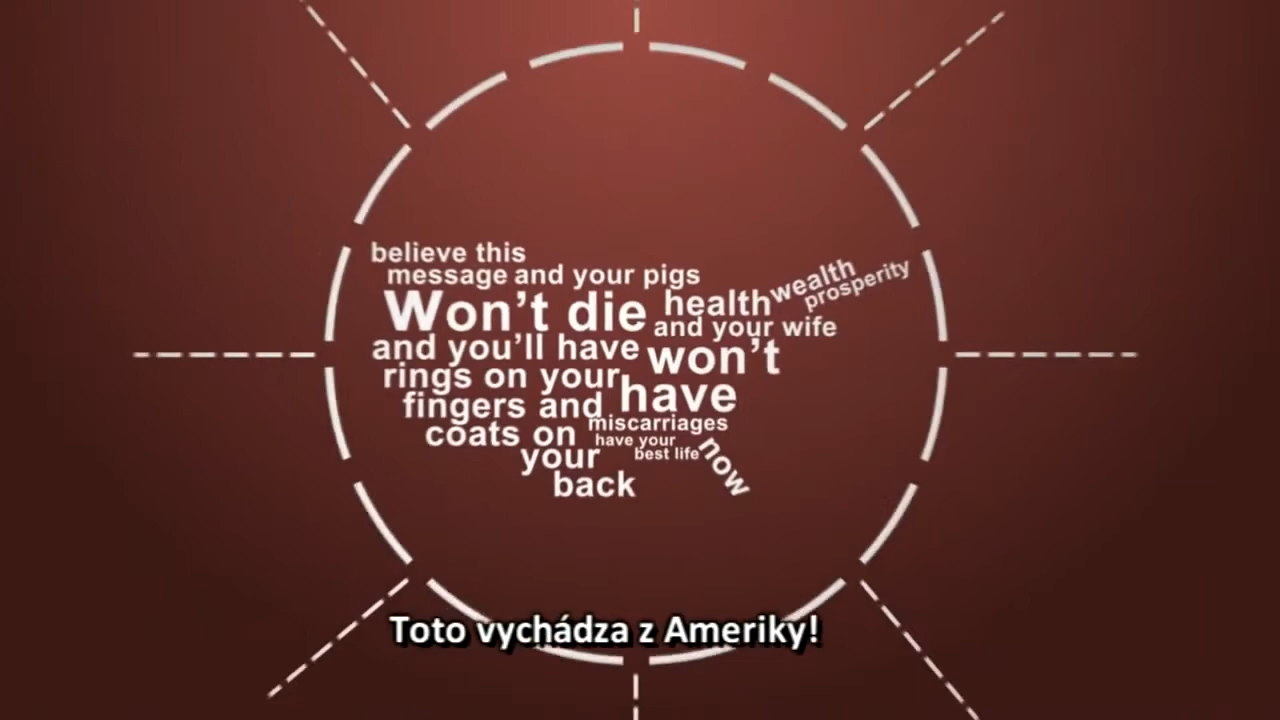 believe this
message and your pigs
Won't die
and you'll have
rings on your
fingers and
coats on
your
back
health
wealth
prosperity
and your wife
won't
have
miscarriages
have your
best life
now
Toto vychádza z Ameriky!